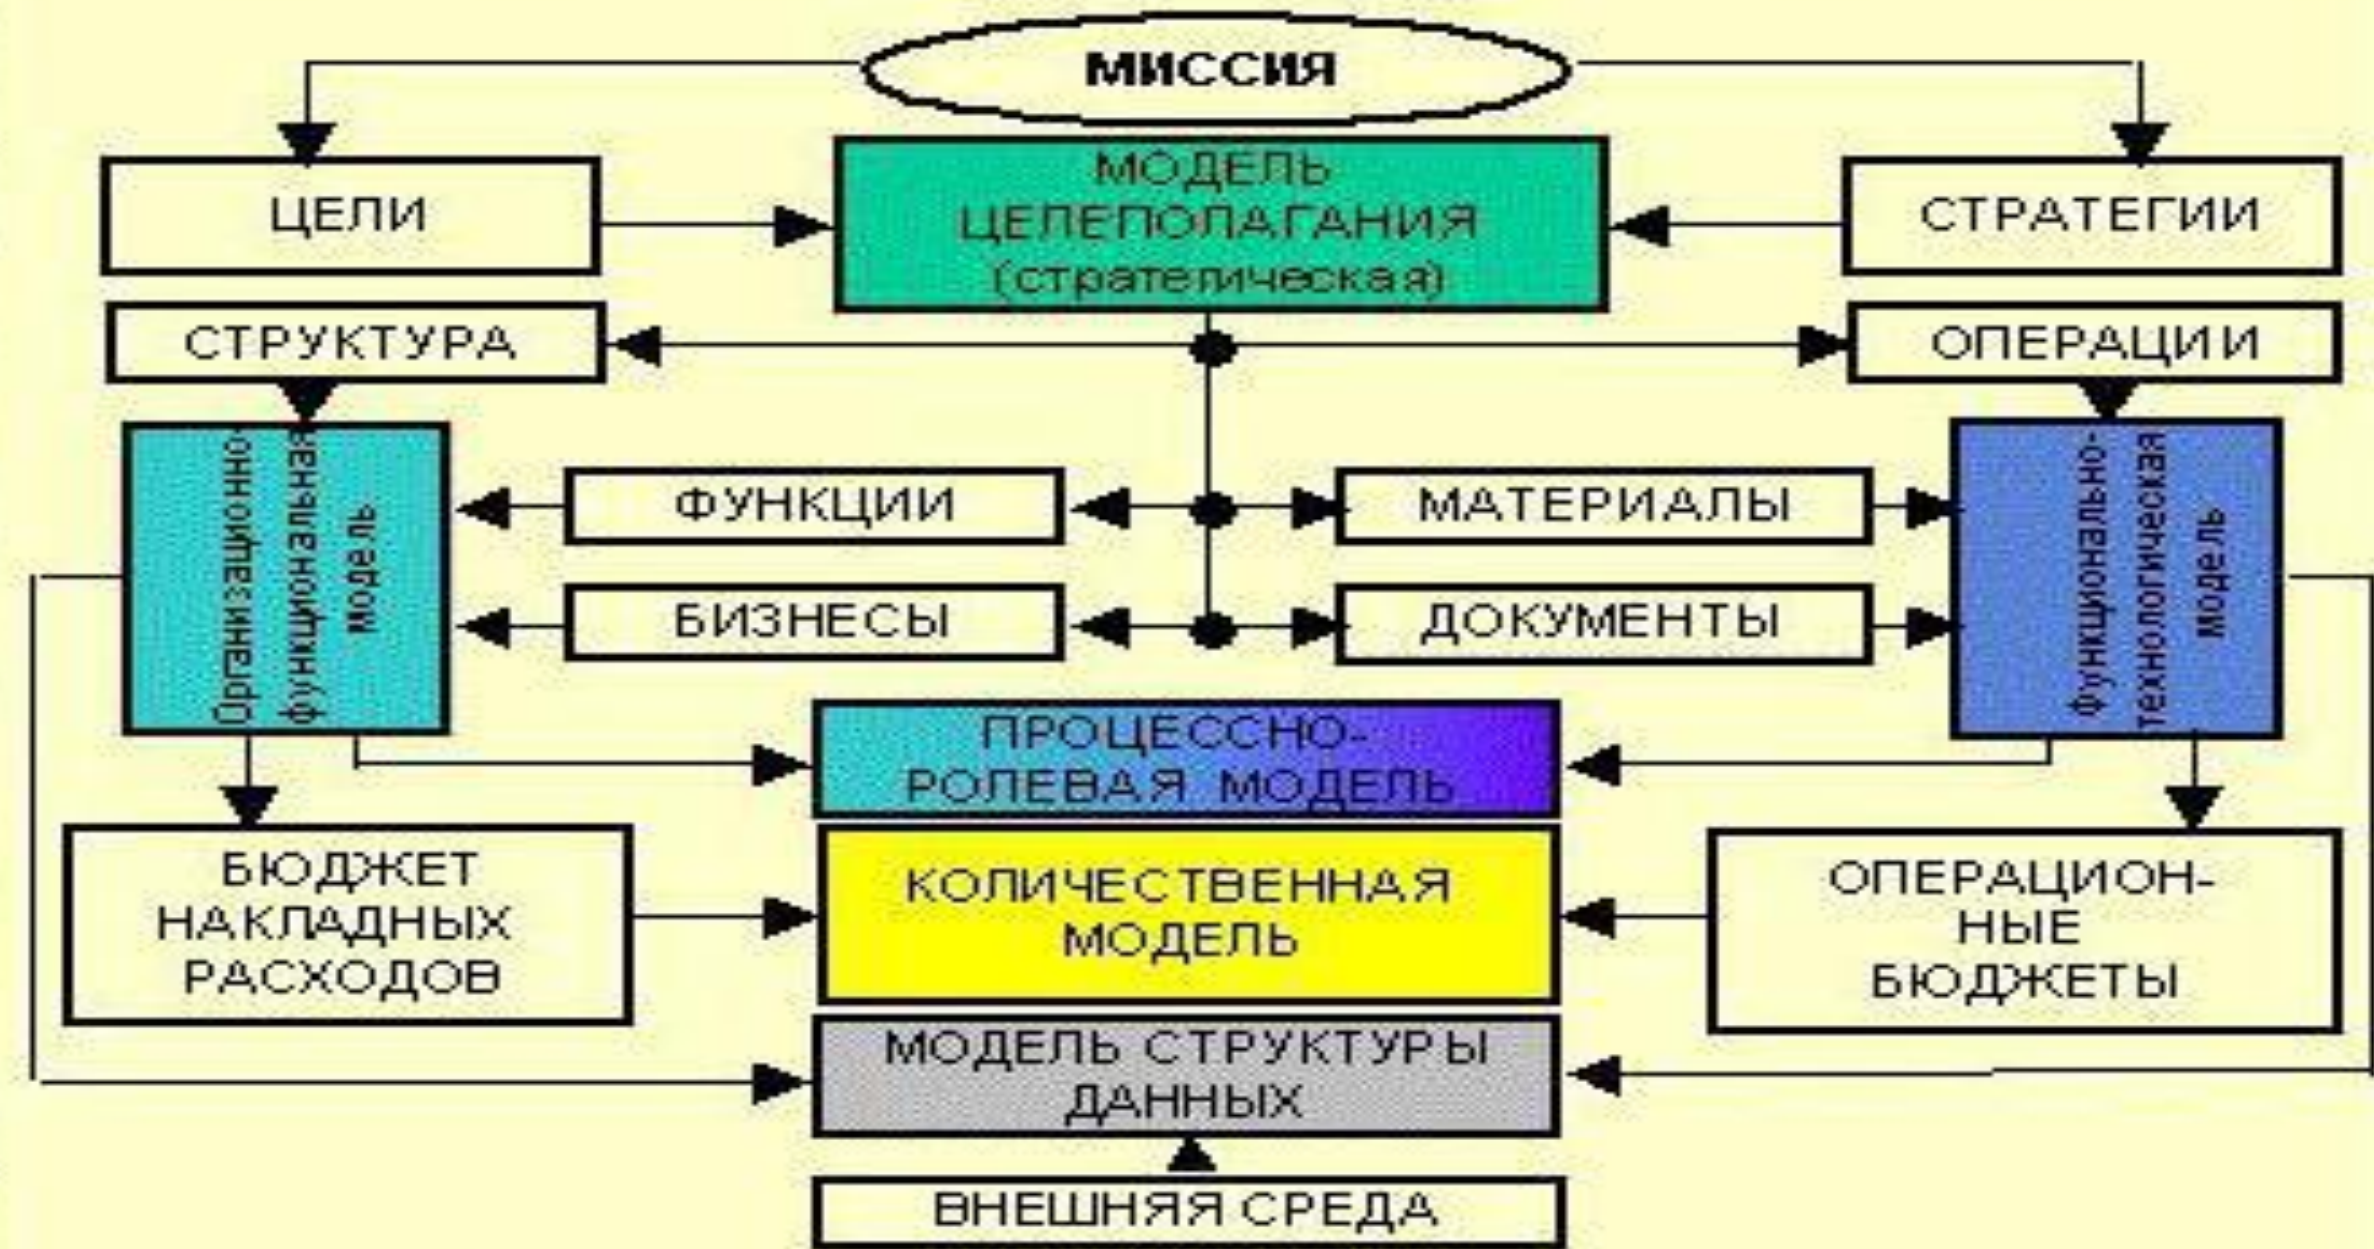 МИССИЯ
ЦЕЛИ
МОДЕЛЬ
ЦЕЛЕПОЛАГАНИЯ
(стратегическая)
СТРАТЕГИИ
СТРУКТУРА
ОПЕРАЦИИ
Организационно-
функциональная
модель
ФУНКЦИИ
МАТЕРИАЛЫ
Функционально-
технологическая
модель
БИЗНЕСЫ
ДОКУМЕНТЫ
ПРОЦЕССНО-
РОЛЕВАЯ МОДЕЛЬ
БЮДЖЕТ
НАКЛАДНЫХ
РАСХОДОВ
КОЛИЧЕСТВЕННАЯ
МОДЕЛЬ
ОПЕРАЦИОН-
НЫЕ
БЮДЖЕТЫ
МОДЕЛЬ СТРУКТУРЫ
ДАННЫХ
ВНЕШНЯЯ СРЕДА